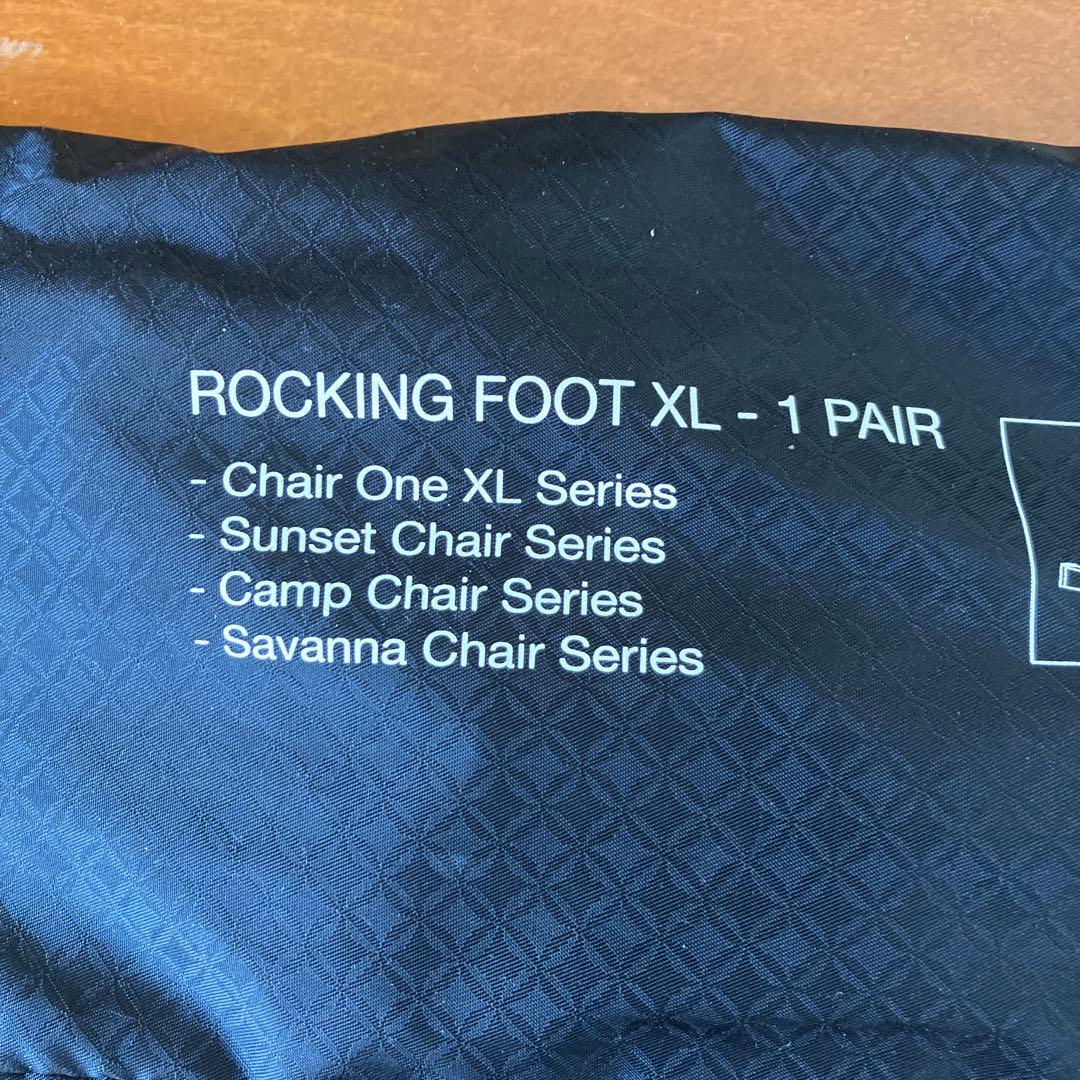 ROCKING FOOT XL - 1 PAIR
- Chair One XL Series
- Sunset Chair Series
- Camp Chair Series
- Savanna Chair Series